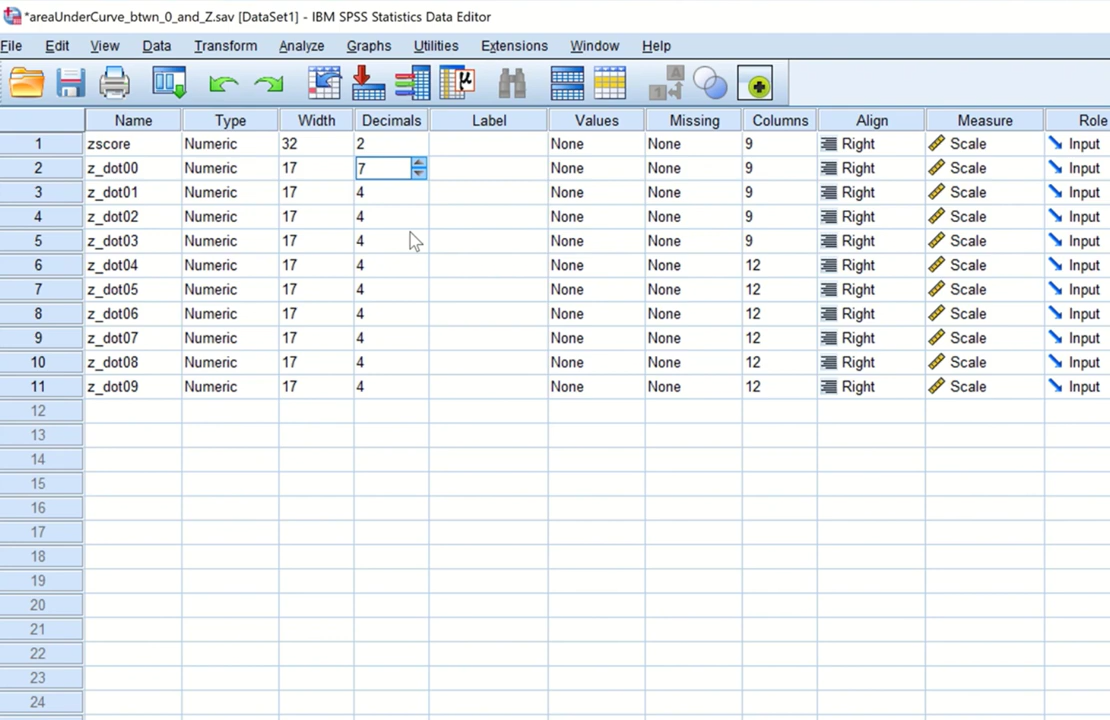 *areaUnderCurve_btwn_0_and_Z.sav [DataSet1] - IBM SPSS Statistics Data Editor
File Edit View Data Transform Analyze Graphs Utilities Extensions Window Help
μ A 1
Name Type Width Decimals Label Values Missing Columns Align Measure Role
1 zscore Numeric 32 2 None None 9 Right Scale Input
2 z_dot00 Numeric 17 7 None None 9 Right Scale Input
3 z_dot01 Numeric 17 4 None None 9 Right Scale Input
4 z_dot02 Numeric 17 4 None None 9 Right Scale Input
5 z_dot03 Numeric 17 4 None None 9 Right Scale Input
6 z_dot04 Numeric 17 4 None None 12 Right Scale Input
7 z_dot05 Numeric 17 4 None None 12 Right Scale Input
8 z_dot06 Numeric 17 4 None None 12 Right Scale Input
9 z_dot07 Numeric 17 4 None None 12 Right Scale Input
10 z_dot08 Numeric 17 4 None None 12 Right Scale Input
11 z_dot09 Numeric 17 4 None None 12 Right Scale Input
12
13
14
15
16
17
18
19
20
21
22
23
24